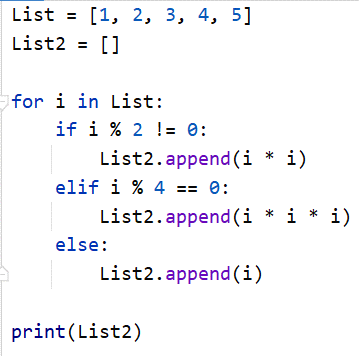 List = [1, 2, 3, 4, 5]
List2 = []
for i in List:
    if i % 2 != 0:
        List2.append(i * i)
    elif i % 4 == 0:
        List2.append(i * i * i)
    else:
        List2.append(i)
print(List2)